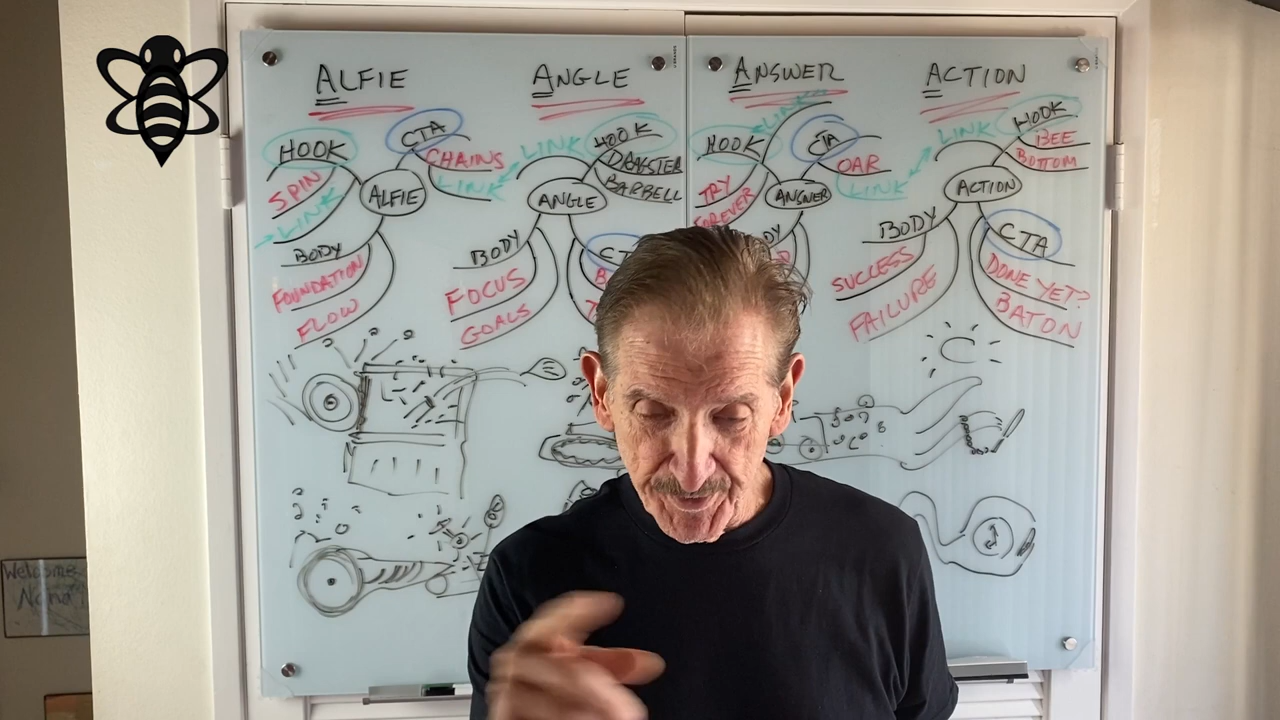 ALFIE
ANGLE
ANSWER
ACTION
HOOK
SPIN
LINK
CTA
CHAINS
LINK
ALFIE
BODY
FOUNDATION
FLOW
LINK
HOOK
DRAGSTER
BARBELL
ANGLE
BODY
FOCUS
GOALS
LINK
HOOK
TRY
FOREVER
CTA
OAR
LINK
ANSWER
LINK
HOOK
BEE
BOTTOM
ACTION
BODY
SUCCESS
FAILURE
CTA
DONE YET?
BATON
Welcome